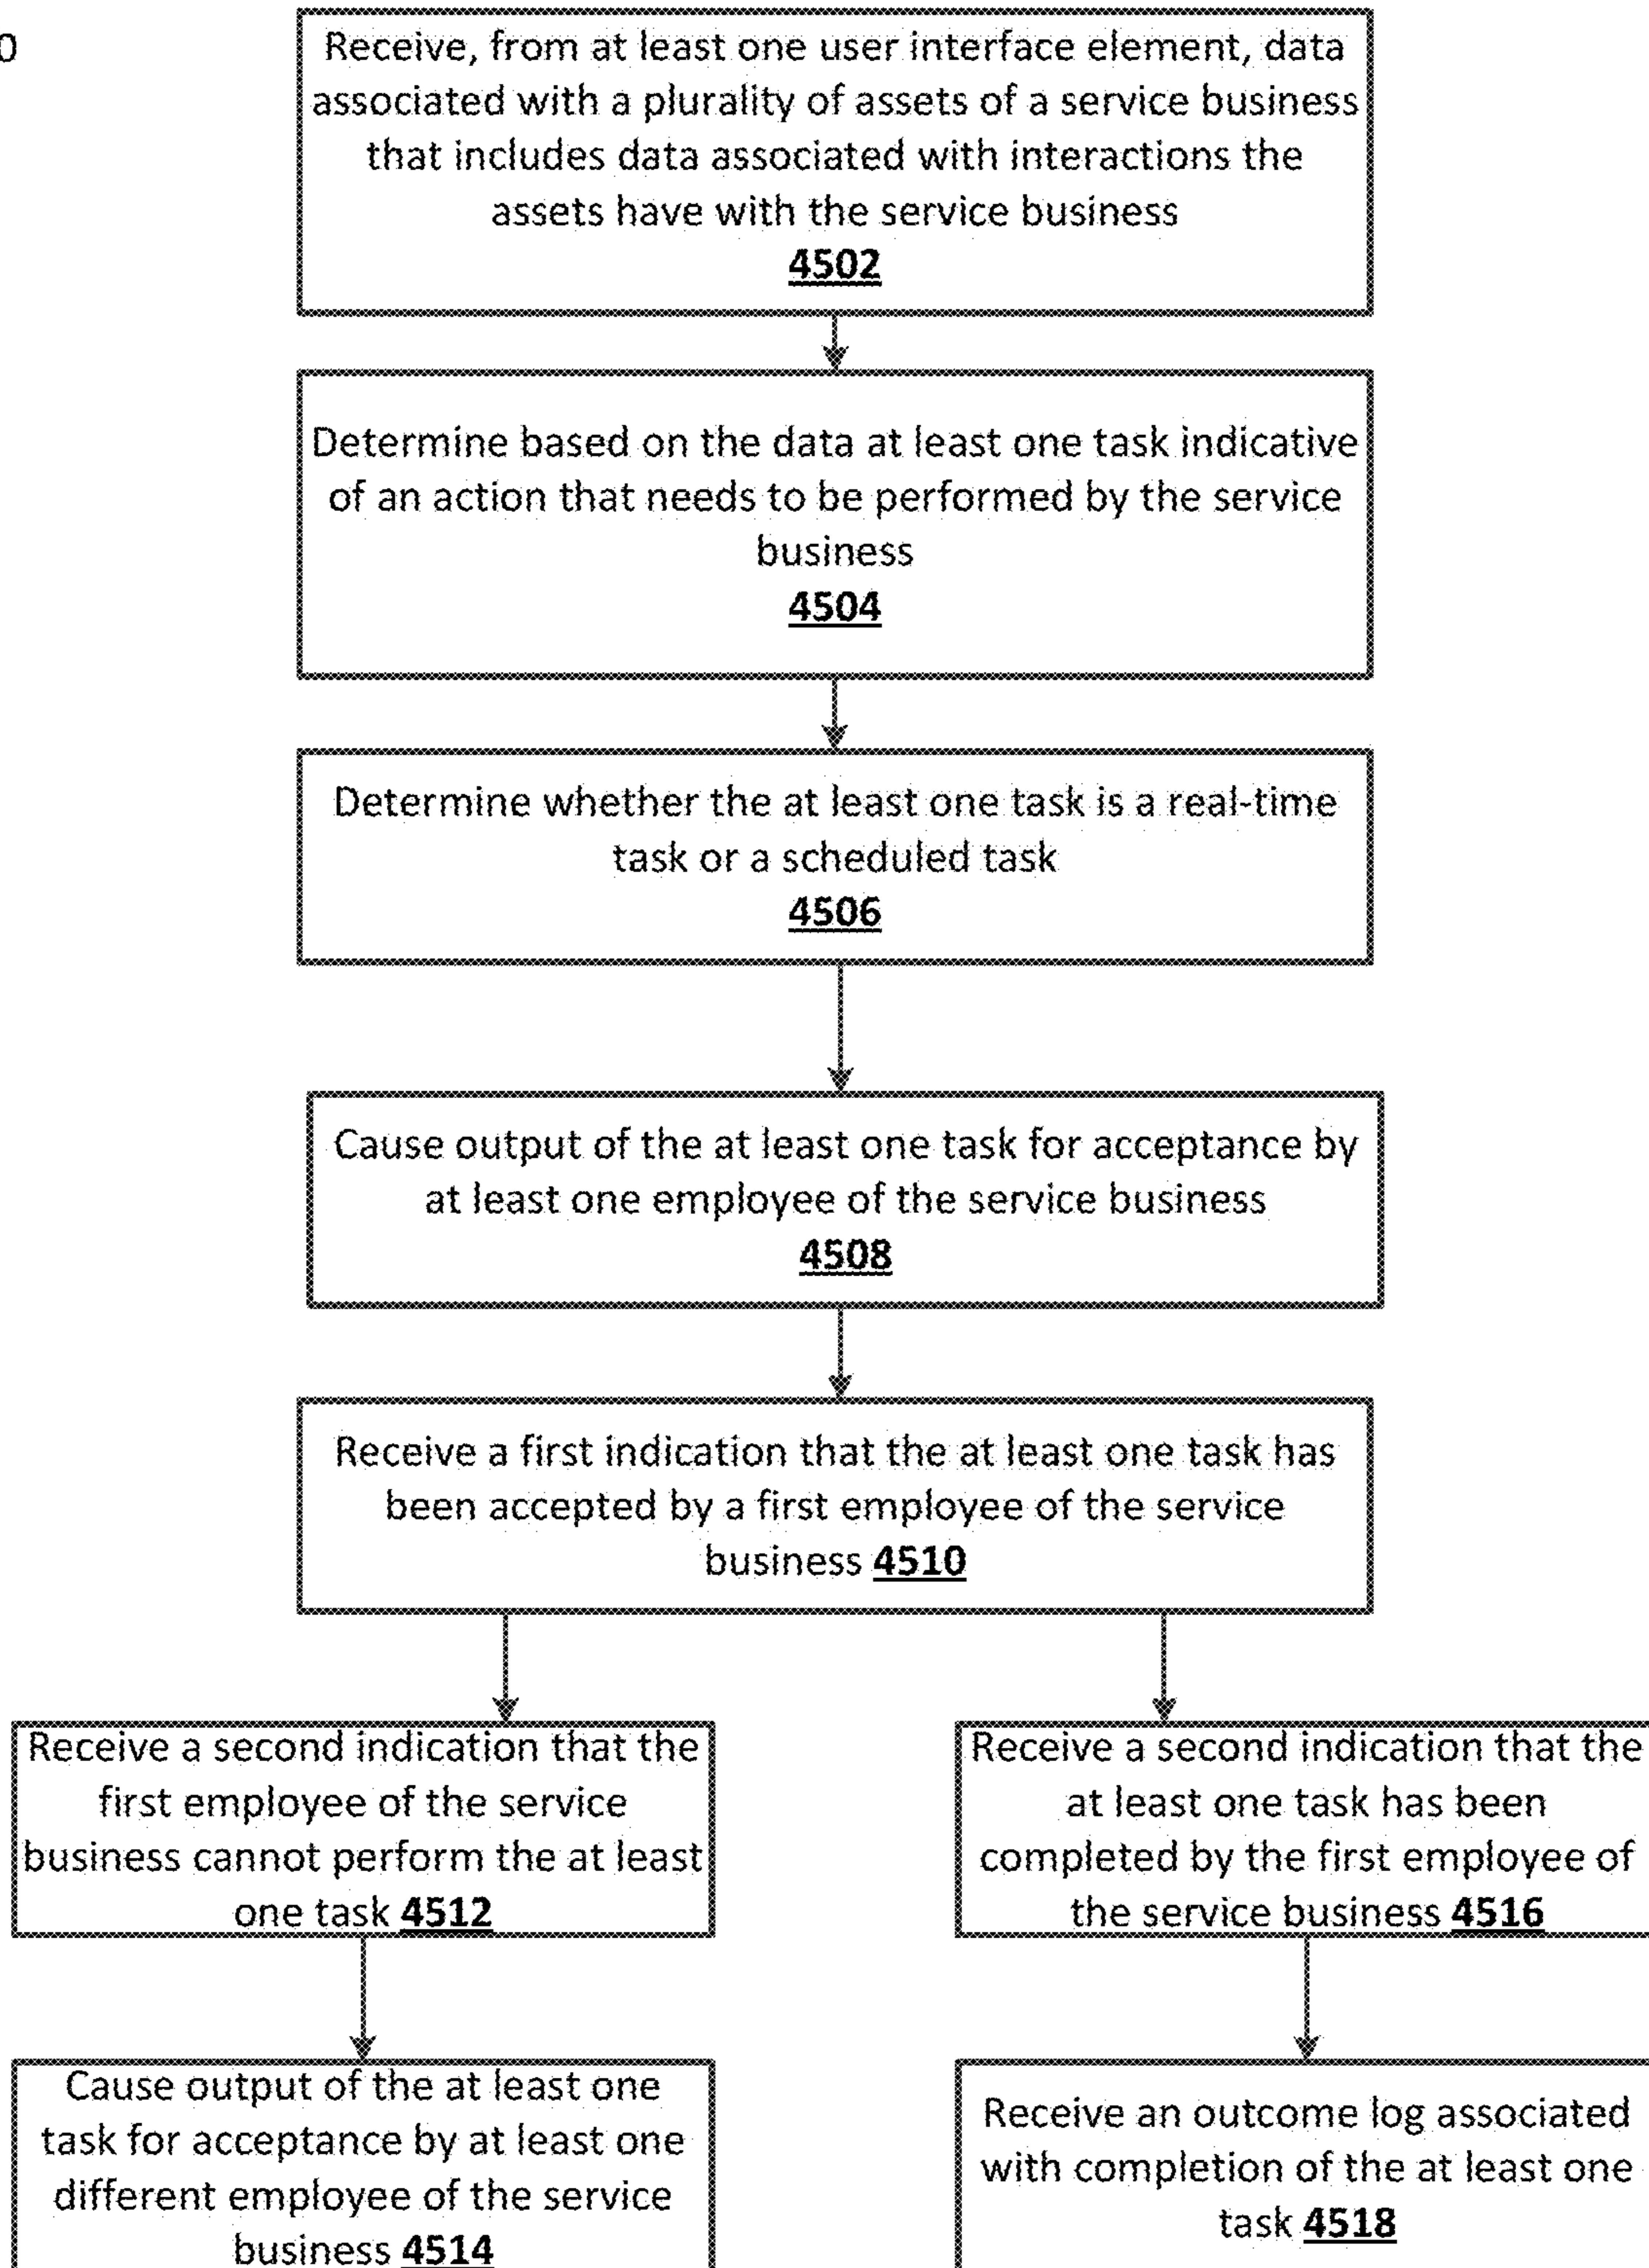 0
Receive, from at least one user interface element, data
associated with a plurality of assets of a service business
that includes data associated with interactions the
assets have with the service business
4502
Determine based on the data at least one task indicative
of an action that needs to be performed by the service
business
4504
Determine whether the at least one task is a real-time
task or a scheduled task
4506
Cause output of the at least one task for acceptance by
at least one employee of the service business
4508
Receive a first indication that the at least one task has
been accepted by a first employee of the service
business 4510
Receive a second indication that the
first employee of the service
business cannot perform the at least
one task 4512
Receive a second indication that the
at least one task has been
completed by the first employee of
the service business 4516
Cause output of the at least one
task for acceptance by at least one
different employee of the service
business 4514
Receive an outcome log associated
with completion of the at least one
task 4518